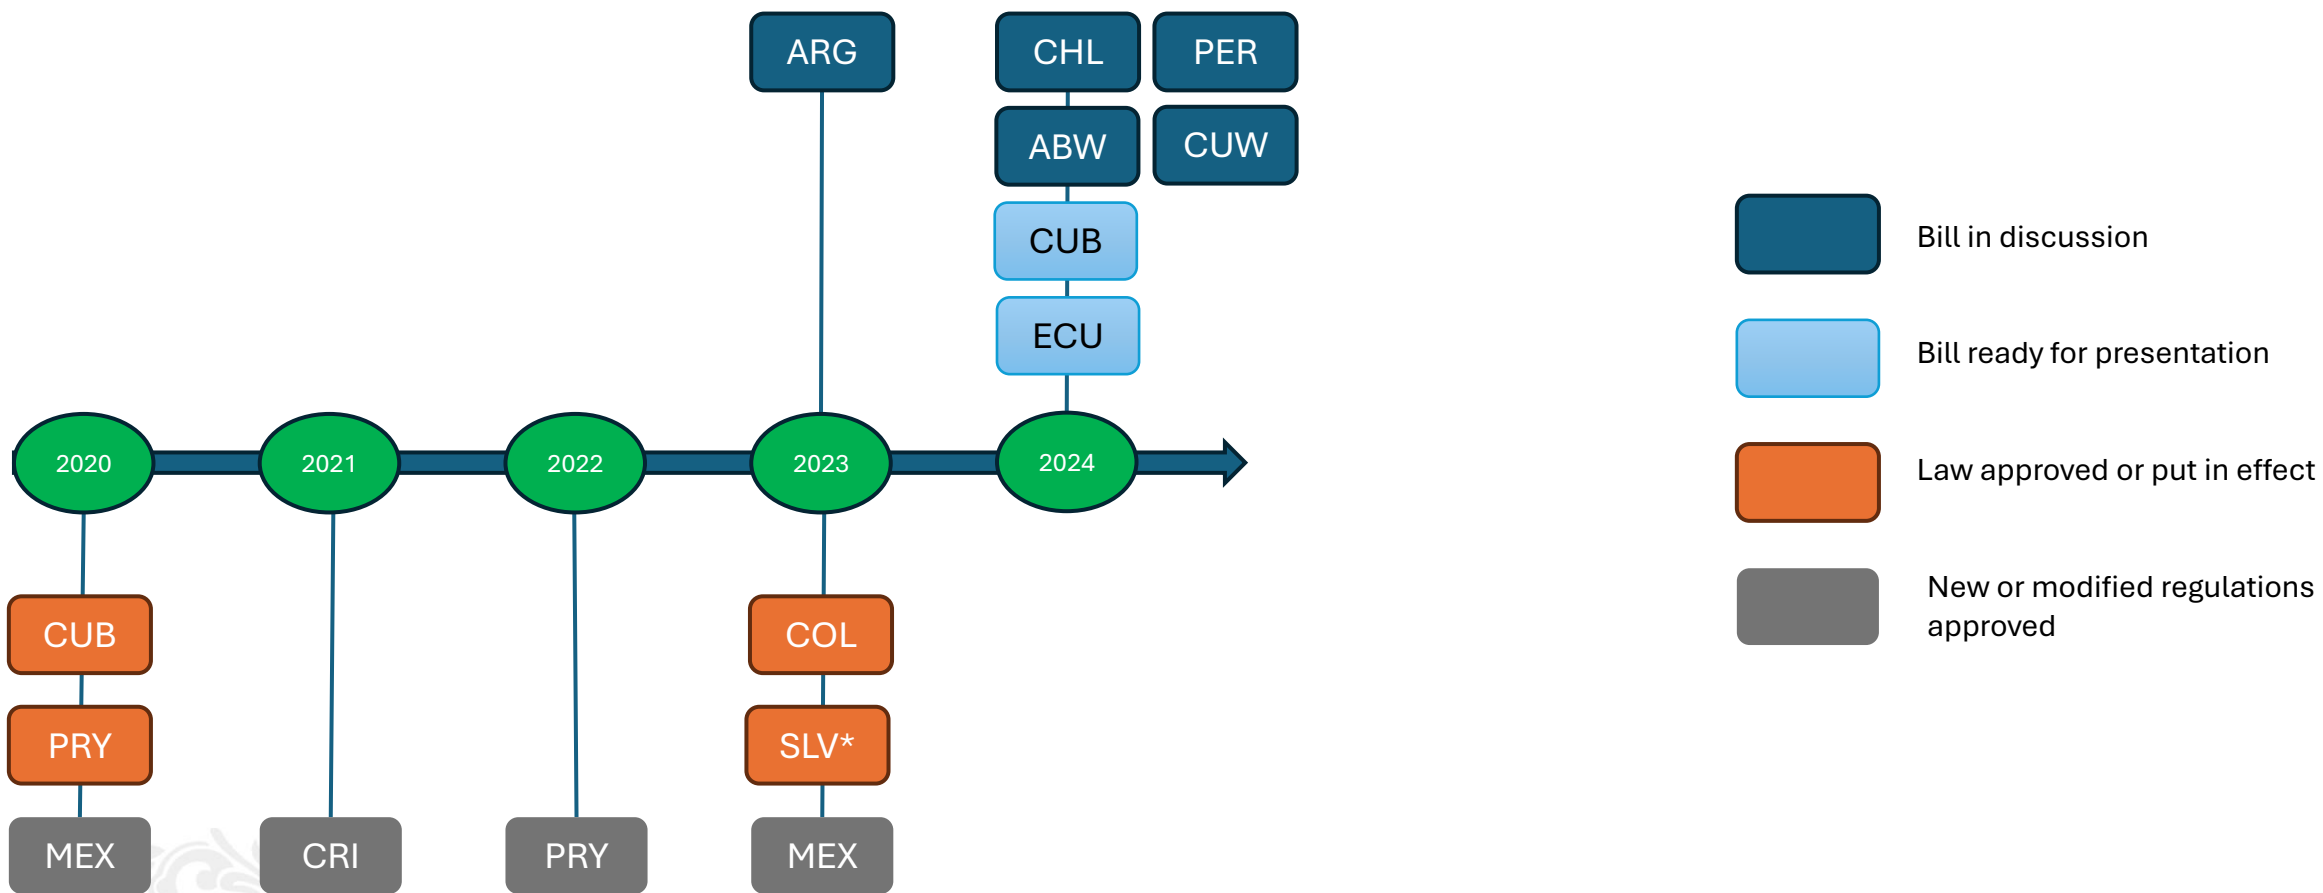 ARG
CHL PER
ABW CUW
CUB
ECU
2020 2021 2022 2023 2024
CUB COL
PRY SLV*
MEX CRI PRY MEX
Bill in discussion
Bill ready for presentation
Law approved or put in effect
New or modified regulations
approved